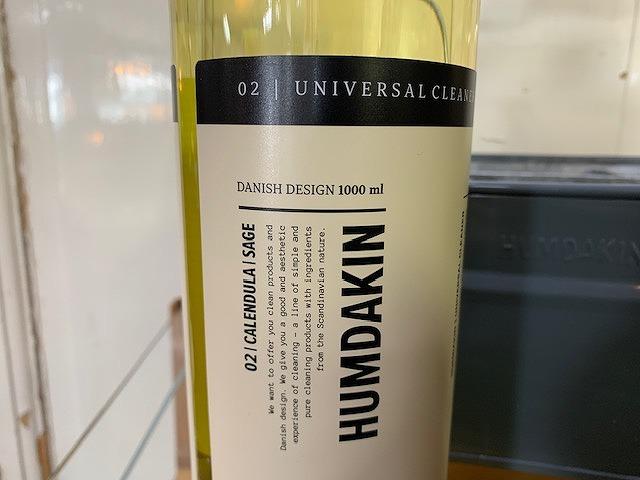 02 | UNIVERSAL CLEANE
DANISH DESIGN 1000 ml
02 | CALENDULA | SAGE
We want to offer you clean products and
Danish design. We give you a good and aesthetic
experience of cleaning - a line of simple and
pure cleaning products with ingredients
from the Scandinavian nature.
HUMDAKIN
HUMDAKIN